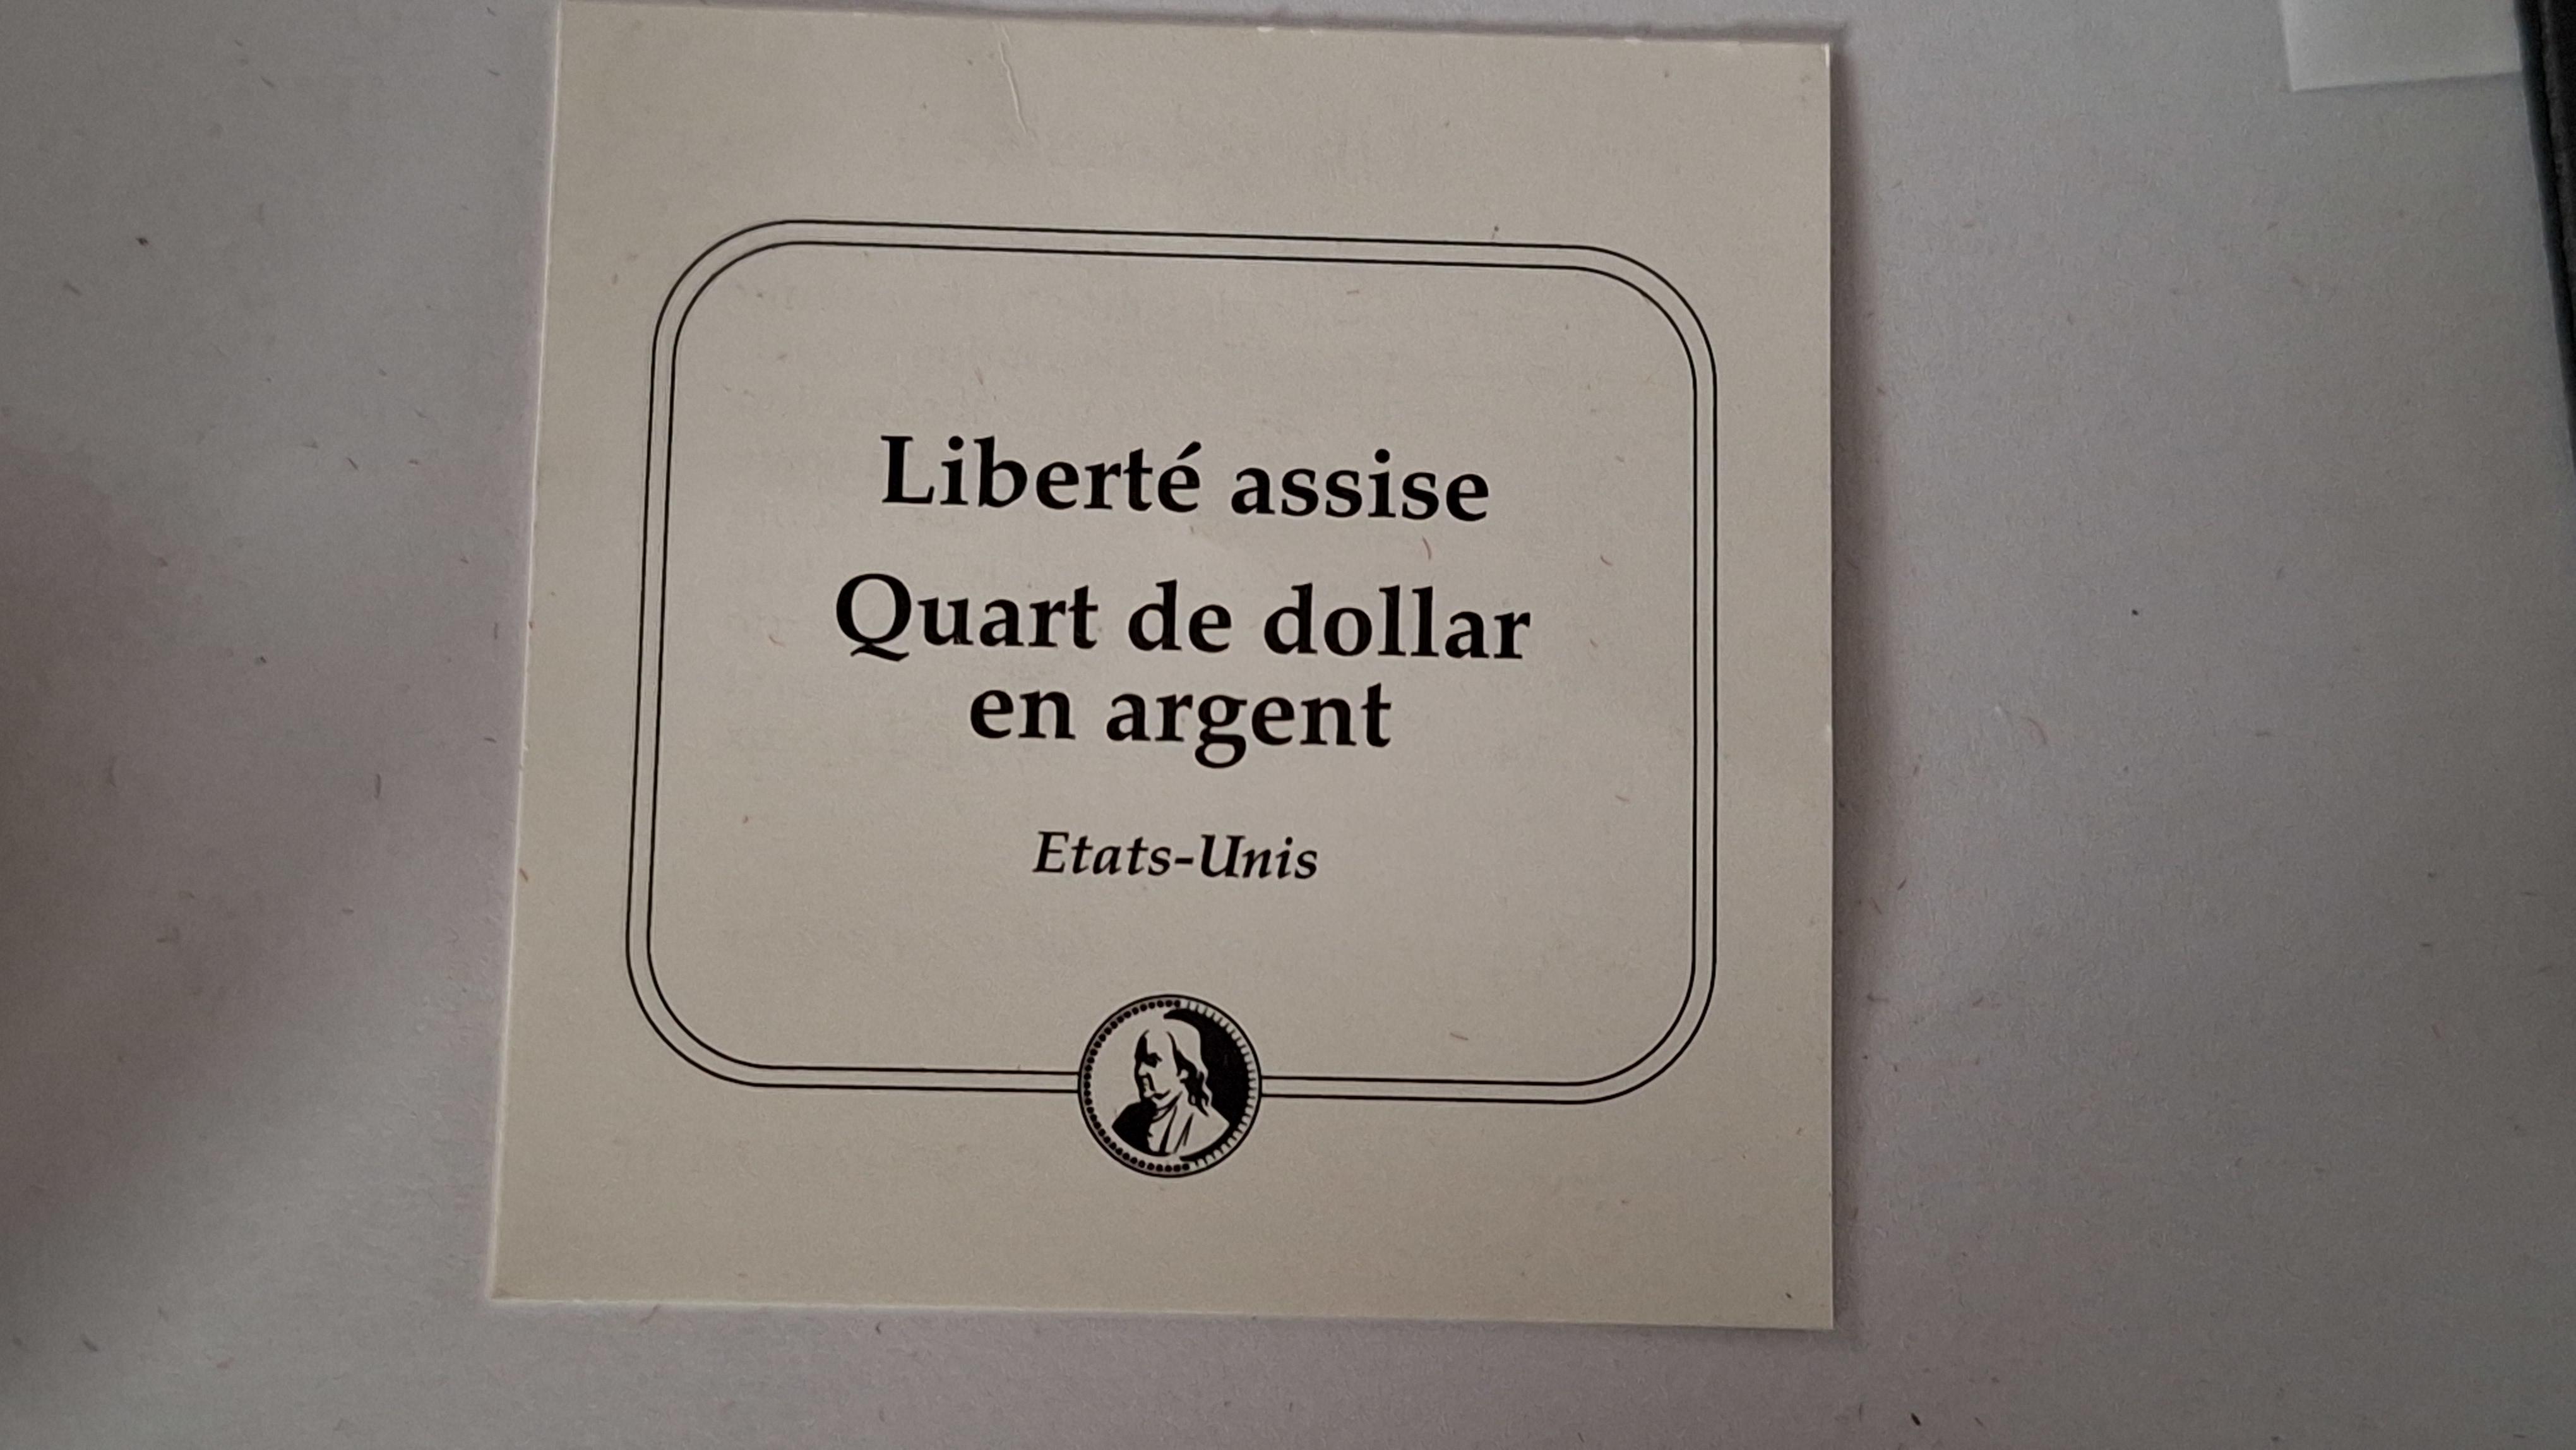 Liberté assise
Quart de dollar
en argent
Etats-Unis